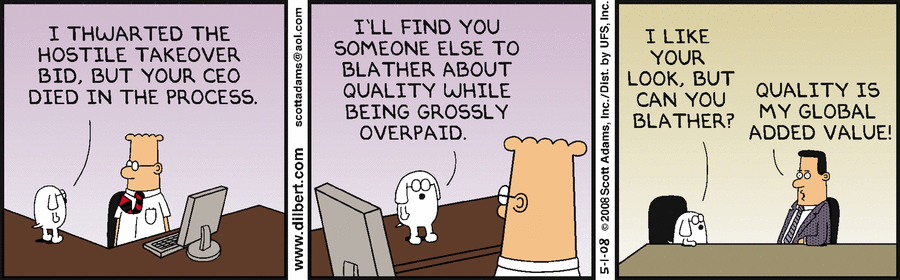 I THWARTED THE
HOSTILE TAKEOVER
BID, BUT YOUR CEO
DIED IN THE PROCESS.
www.dilbert.com scottadams@aol.com
I'LL FIND YOU
SOMEONE ELSE TO
BLATHER ABOUT
QUALITY WHILE
BEING GROSSLY
OVERPAID.
5-1-08 © 2008 Scott Adams, Inc./Dist. by UFS, Inc.
I LIKE
YOUR
LOOK, BUT
CAN YOU
BLATHER?
QUALITY IS
MY GLOBAL
ADDED VALUE!